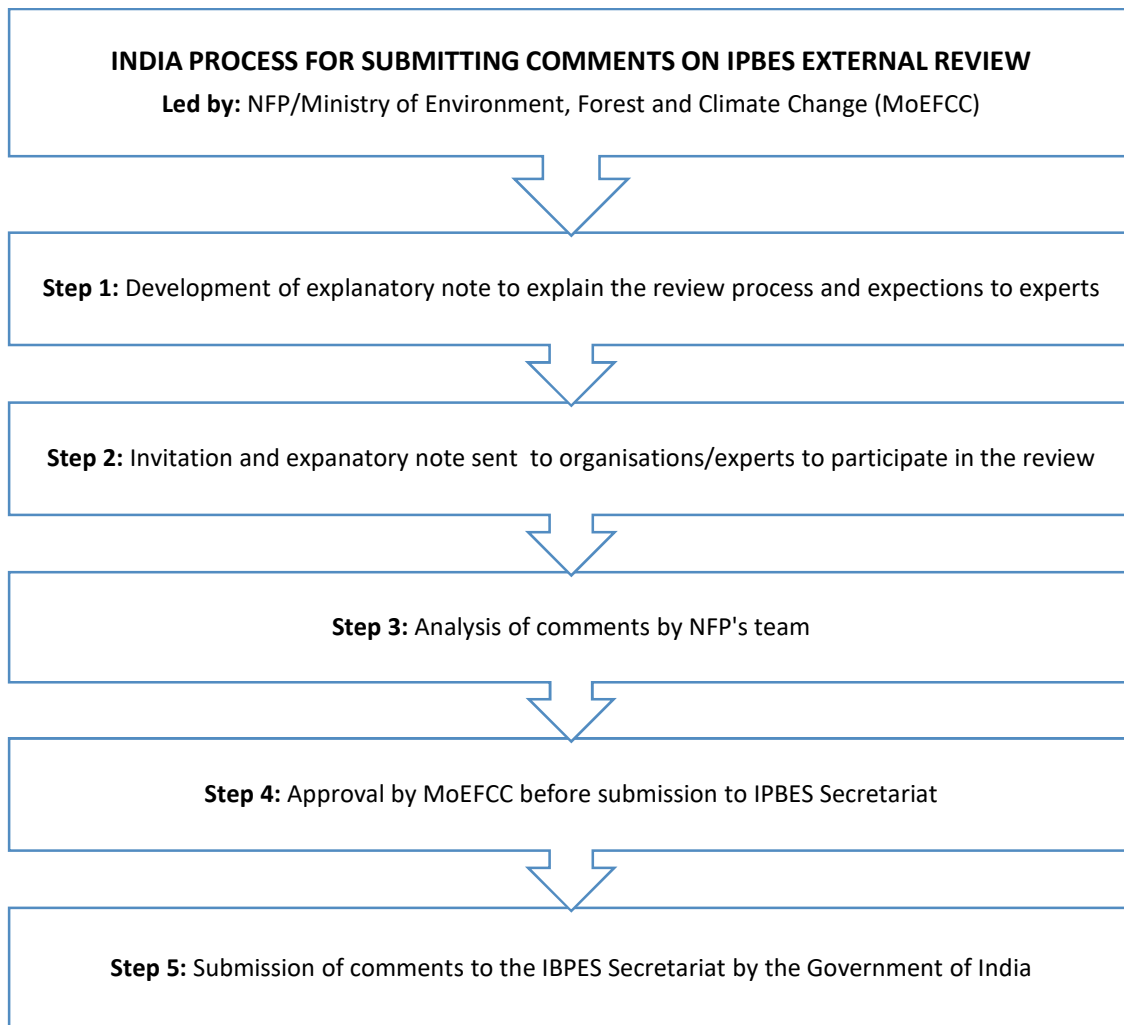 INDIA PROCESS FOR SUBMITTING COMMENTS ON IPBES EXTERNAL REVIEW
Led by: NFP/Ministry of Environment, Forest and Climate Change (MoEFCC)
Step 1: Development of explanatory note to explain the review process and expections to experts
Step 2: Invitation and expanatory note sent to organisations/experts to participate in the review
Step 3: Analysis of comments by NFP's team
Step 4: Approval by MoEFCC before submission to IPBES Secretariat
Step 5: Submission of comments to the IBPES Secretariat by the Government of India